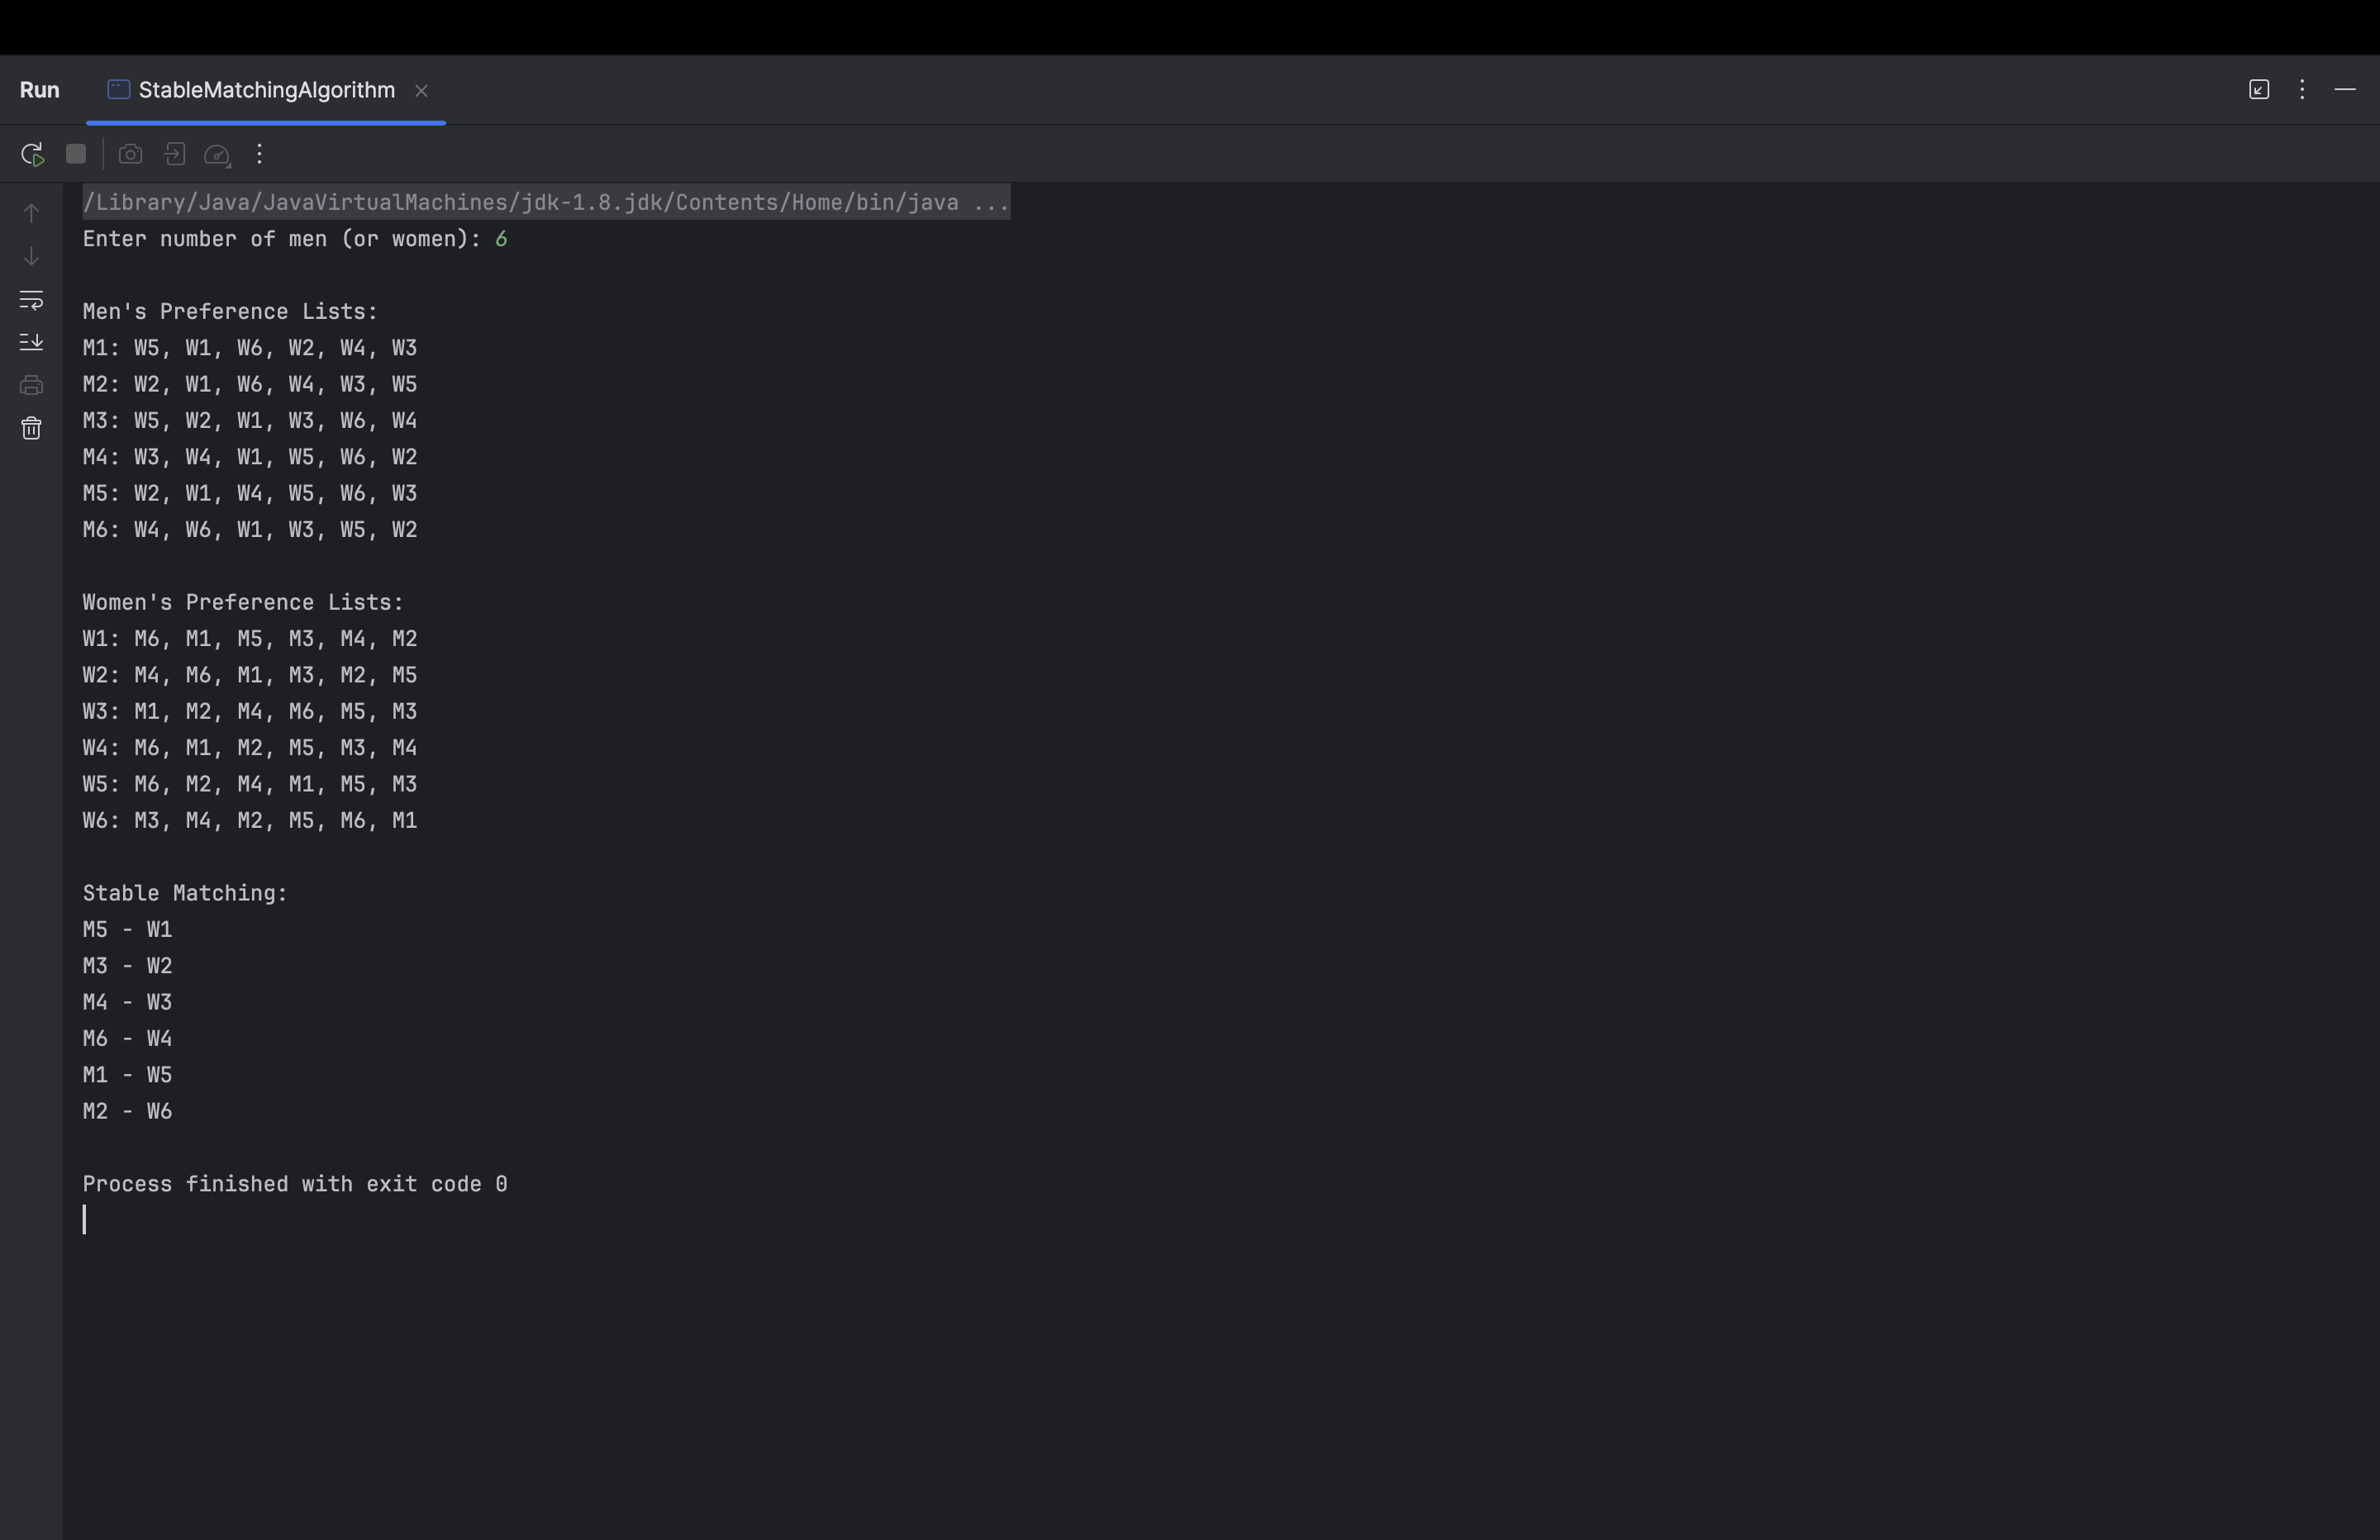 Run StableMatchingAlgorithm
/Library/Java/JavaVirtualMachines/jdk-1.8.jdk/Contents/Home/bin/java ...
Enter number of men (or women): 6
Men's Preference Lists:
M1: W5, W1, W6, W2, W4, W3
M2: W2, W1, W6, W4, W3, W5
M3: W5, W2, W1, W3, W6, W4
M4: W3, W4, W1, W5, W6, W2
M5: W2, W1, W4, W5, W6, W3
M6: W4, W6, W1, W3, W5, W2
Women's Preference Lists:
W1: M6, M1, M5, M3, M4, M2
W2: M4, M6, M1, M3, M2, M5
W3: M1, M2, M4, M6, M5, M3
W4: M6, M1, M2, M5, M3, M4
W5: M6, M2, M4, M1, M5, M3
W6: M3, M4, M2, M5, M6, M1
Stable Matching:
M5 - W1
M3 - W2
M4 - W3
M6 - W4
M1 - W5
M2 - W6
Process finished with exit code 0